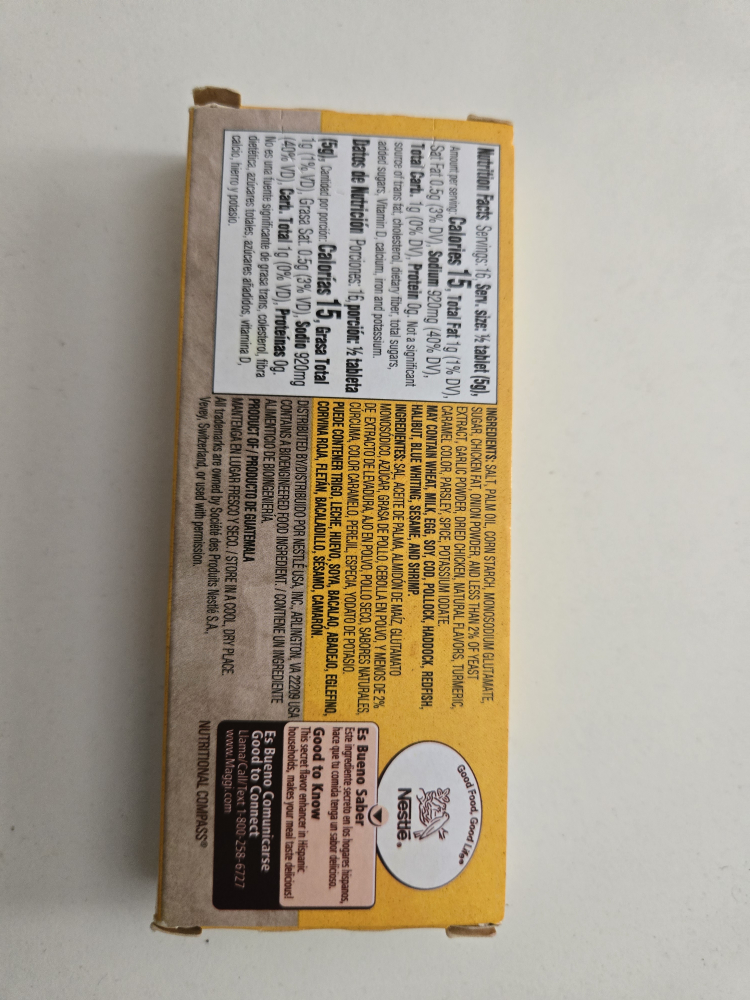 Nutrition Facts Servings: 16, Serv. size: ½ tablet (5g),
Amount per serving: Calories 15, Total Fat 1g (1% DV),
Sat Fat 0.5g (3% DV), Sodium 920mg (40% DV),
Total Carb. 1g (0% DV), Protein 0g. Not a significant
source of trans fat, cholesterol, dietary fiber, total sugars,
added sugars, Vitamin D, calcium, iron and potassium.
Datos de Nutrición Porciones: 16, porción: ½ tableta
(5g), Cantidad por porción: Calorías 15, Grasa Total
1g (1% VD), Grasa Sat. 0.5g (3% VD), Sodio 920mg
(40% VD), Carb. Total 1g (0% VD), Proteínas 0g.
No es una fuente significante de grasa trans, colesterol, fibra
dietética, azúcares totales, azúcares añadidos, vitamina D,
calcio, hierro y potasio.
INGREDIENTS: SALT, PALM OIL, CORN STARCH, MONOSODIUM GLUTAMATE,
SUGAR, CHICKEN FAT, ONION POWDER, AND LESS THAN 2% OF YEAST
EXTRACT, GARLIC POWDER, DRIED CHICKEN, NATURAL FLAVORS, TURMERIC,
CARAMEL COLOR, PARSLEY, SPICE, POTASSIUM IODATE.
MAY CONTAIN WHEAT, MILK, EGG, SOY, COD, POLLOCK, HADDOCK, REDFISH,
HALIBUT, BLUE WHITING, SESAME, AND SHRIMP.
INGREDIENTES: SAL, ACEITE DE PALMA, ALMIDÓN DE MAÍZ, GLUTAMATO
MONOSÓDICO, AZÚCAR, GRASA DE POLLO, CEBOLLA EN POLVO, Y MENOS DE 2%
DE EXTRACTO DE LEVADURA, AJO EN POLVO, POLLO SECO, SABORES NATURALES,
CÚRCUMA, COLOR CARAMELO, PEREJIL, ESPECIA, YODATO DE POTASIO.
PUEDE CONTENER TRIGO, LECHE, HUEVO, SOYA, BACALAO, ABADEJO, EGLEFINO,
CORVINA ROJA, FLETÁN, BACALADILLO, SÉSAMO, CAMARÓN.
DISTRIBUTED BY/DISTRIBUIDO POR NESTLÉ USA, INC., ARLINGTON, VA 22209 USA
CONTAINS A BIOENGINEERED FOOD INGREDIENT. / CONTIENE UN INGREDIENTE
ALIMENTICIO DE BIOINGENIERÍA.
PRODUCT OF / PRODUCTO DE GUATEMALA
MANTENGA EN LUGAR FRESCO Y SECO. / STORE IN A COOL, DRY PLACE.
All trademarks are owned by Société des Produits Nestlé S.A.,
Vevey, Switzerland, or used with permission.
Good Food, Good Life®
Nestlé®
Es Bueno Saber
Este ingrediente secreto en los hogares hispanos,
hace que tu comida tenga un sabor delicioso.
Good to Know
This secret flavor enhancer in Hispanic
households, makes your meal taste delicious!
Es Bueno Comunicarse
Good to Connect
Llama/Call/Text 1-800-258-6727
www.Maggi.com
NUTRITIONAL COMPASS®